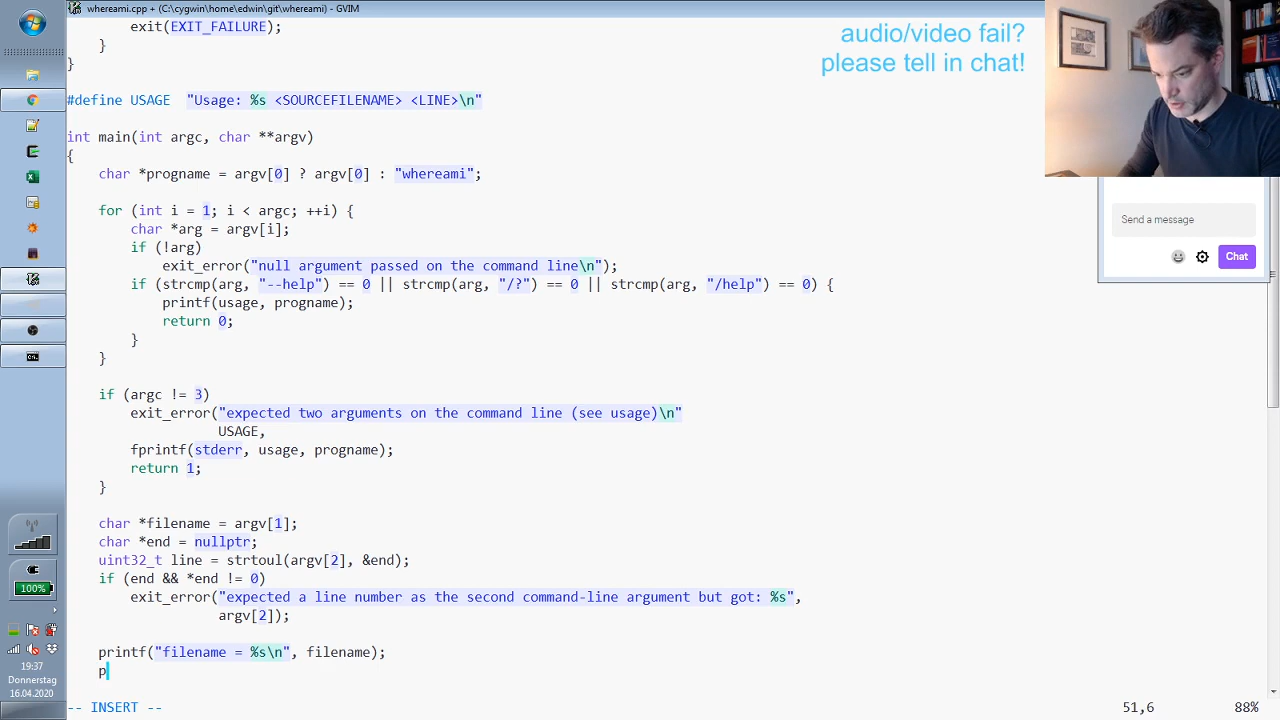 whereami.cpp + (C:\cygwin\home\edwin\git\whereami) - GVIM
exit(EXIT_FAILURE);
}
}
#define USAGE "Usage: %s <SOURCEFILENAME> <LINE>\n"
int main(int argc, char **argv)
{
char *progname = argv[0] ? argv[0] : "whereami";
for (int i = 1; i < argc; ++i) {
char *arg = argv[i];
if (!arg)
exit_error("null argument passed on the command line\n");
if (strcmp(arg, "--help") == 0 || strcmp(arg, "/?") == 0 || strcmp(arg, "/help") == 0) {
printf(usage, progname);
return 0;
}
}
if (argc != 3)
exit_error("expected two arguments on the command line (see usage)\n"
USAGE,
fprintf(stderr, usage, progname);
return 1;
}
char *filename = argv[1];
char *end = nullptr;
uint32_t line = strtoul(argv[2], &end);
if (end && *end != 0)
exit_error("expected a line number as the second command-line argument but got: %s",
argv[2]);
printf("filename = %s\n", filename);
p
-- INSERT --
51,6
88%
audio/video fail?
please tell in chat!
Send a message
Chat
100%
19:37
Donnerstag
16.04.2020